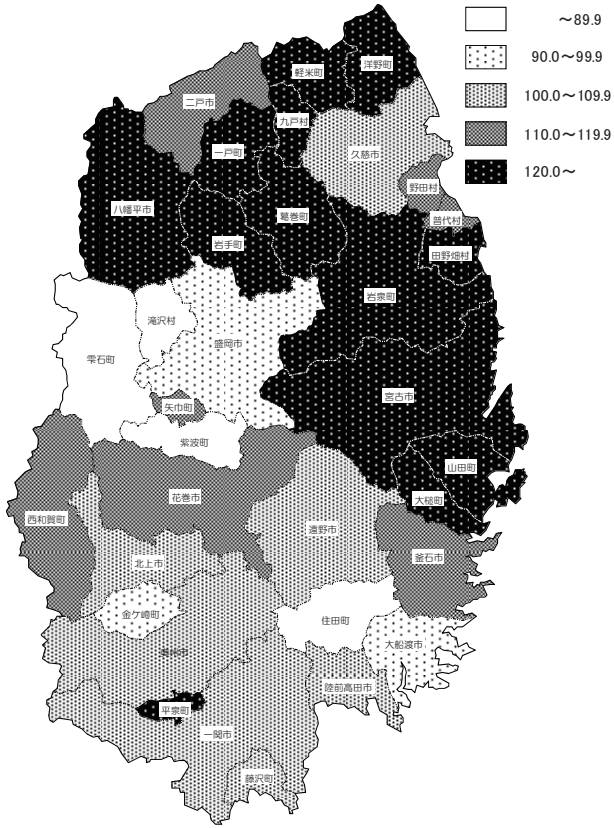 ～89.9
90.0～99.9
100.0～109.9
110.0～119.9
120.0～
軽米町
洋野町
二戸市
九戸村
一戸町
久慈市
野田村
八幡平市
葛巻町
普代村
岩手町
田野畑村
岩泉町
滝沢村
盛岡市
雫石町
宮古市
矢巾町
紫波町
山田町
大槌町
花巻市
西和賀町
遠野市
釜石市
北上市
金ケ崎町
住田町
大船渡市
奥州市
陸前高田市
平泉町
一関市
藤沢町